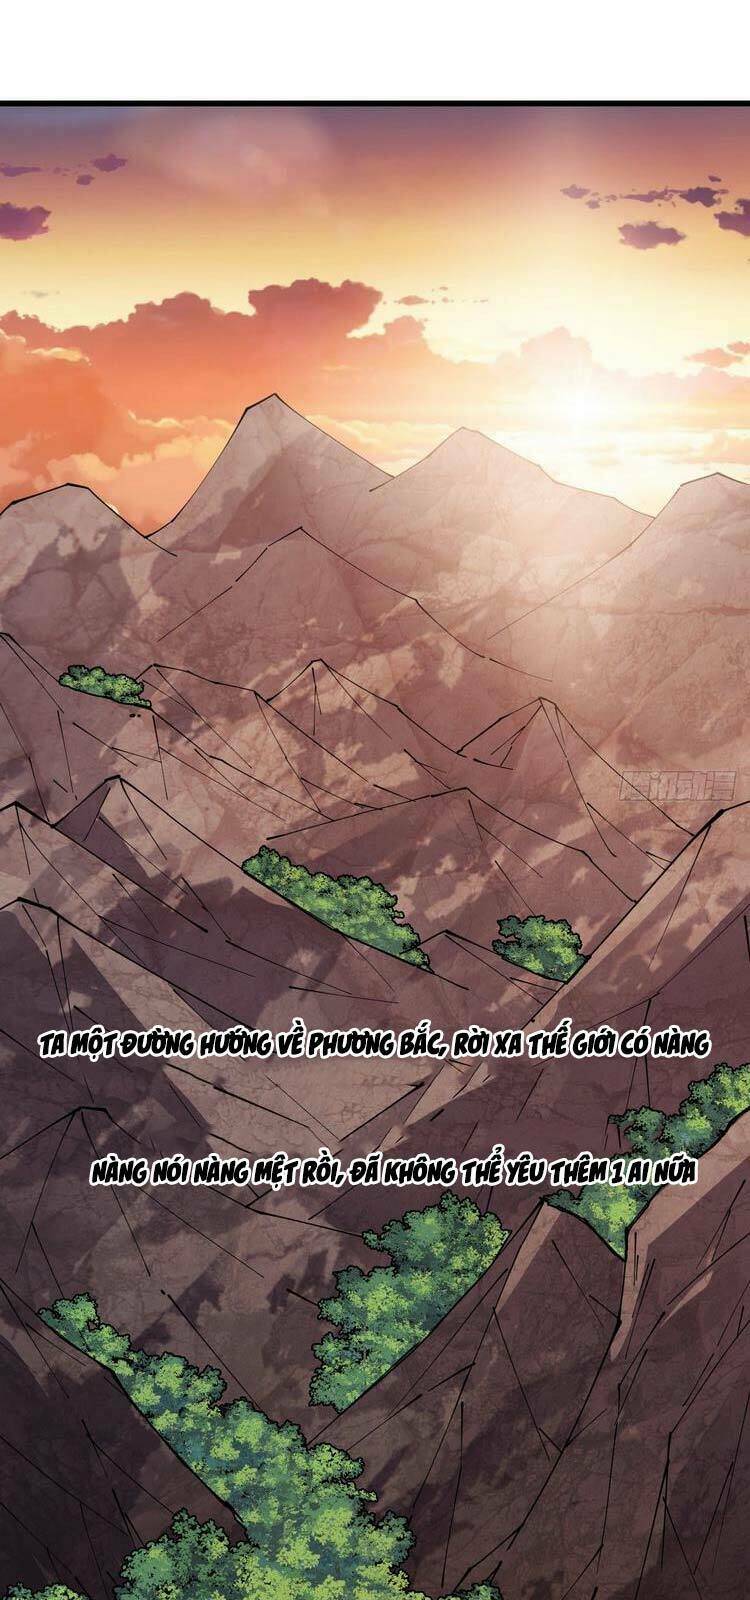 TA MỘT ĐƯỜNG HƯỚNG VỀ PHƯƠNG BẮC, RỜI XA THẾ GIỚI CÓ NÀNG
NÀNG NÓI NÀNG MỆT RỒI, ĐÃ KHÔNG THỂ YÊU THÊM 1 AI NỮA